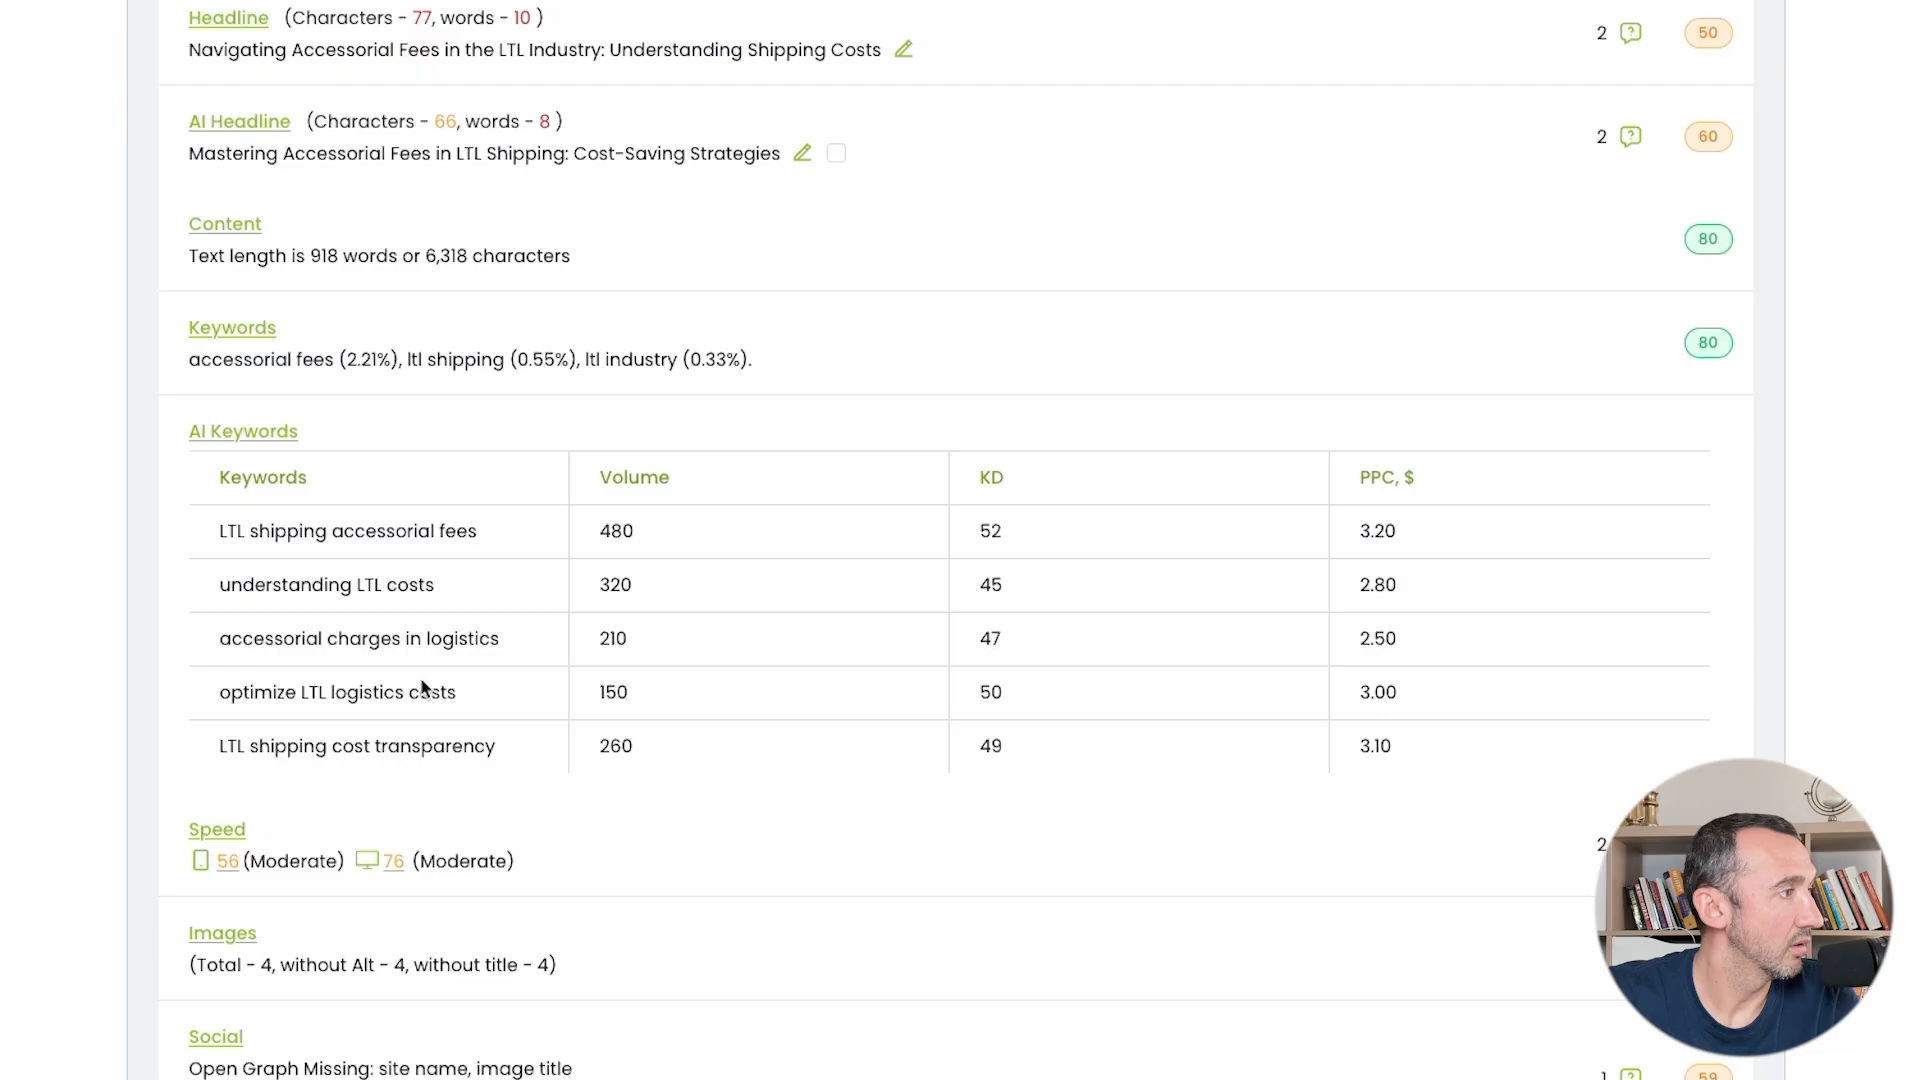 Headline (Characters - 77, words - 10 )
Navigating Accessorial Fees in the LTL Industry: Understanding Shipping Costs
2
50
AI Headline (Characters - 66, words - 8 )
Mastering Accessorial Fees in LTL Shipping: Cost-Saving Strategies
2
60
Content
Text length is 918 words or 6,318 characters
80
Keywords
accessorial fees (2.21%), ltl shipping (0.55%), ltl industry (0.33%).
80
AI Keywords
Keywords Volume KD PPC, $
LTL shipping accessorial fees 480 52 3.20
understanding LTL costs 320 45 2.80
accessorial charges in logistics 210 47 2.50
optimize LTL logistics costs 150 50 3.00
LTL shipping cost transparency 260 49 3.10
Speed
56 (Moderate) 76 (Moderate)
2
Images
(Total - 4, without Alt - 4, without title - 4)
Social
Open Graph Missing: site name, image title
1
59